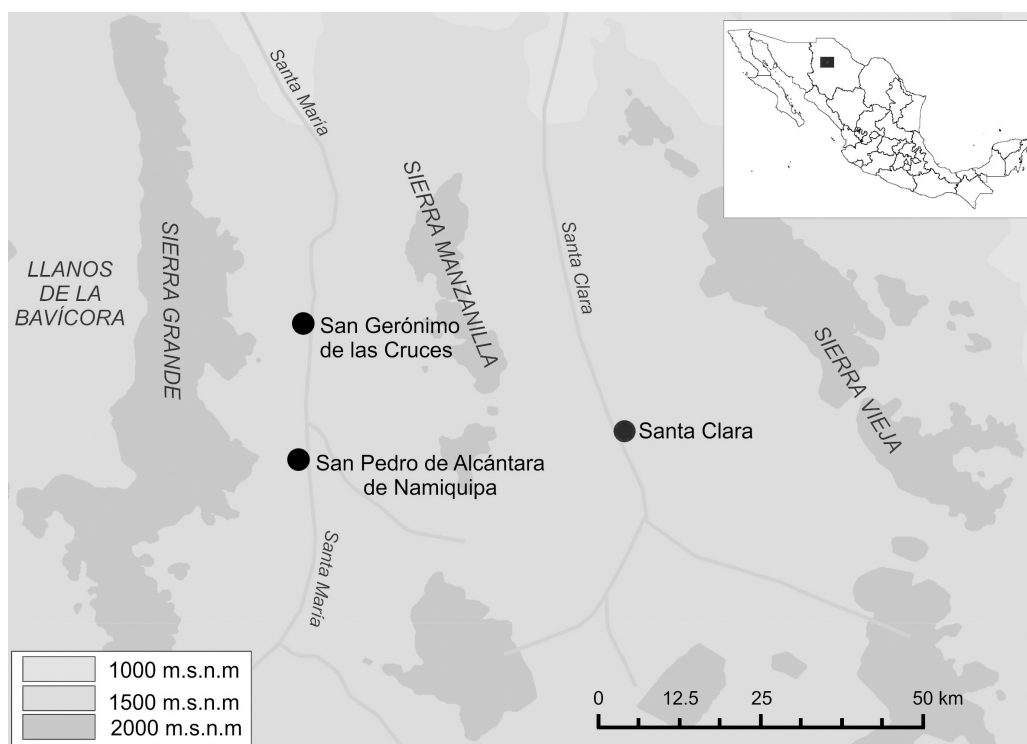 Santa María
SIERRA MANZANILLA
Santa Clara
LLANOS
DE LA
BAVÍCORA
SIERRA GRANDE
San Gerónimo
de las Cruces
SIERRA VIEJA
Santa Clara
San Pedro de Alcántara
de Namiquipa
Santa María
1000 m.s.n.m
1500 m.s.n.m
2000 m.s.n.m
0 12.5 25 50 km